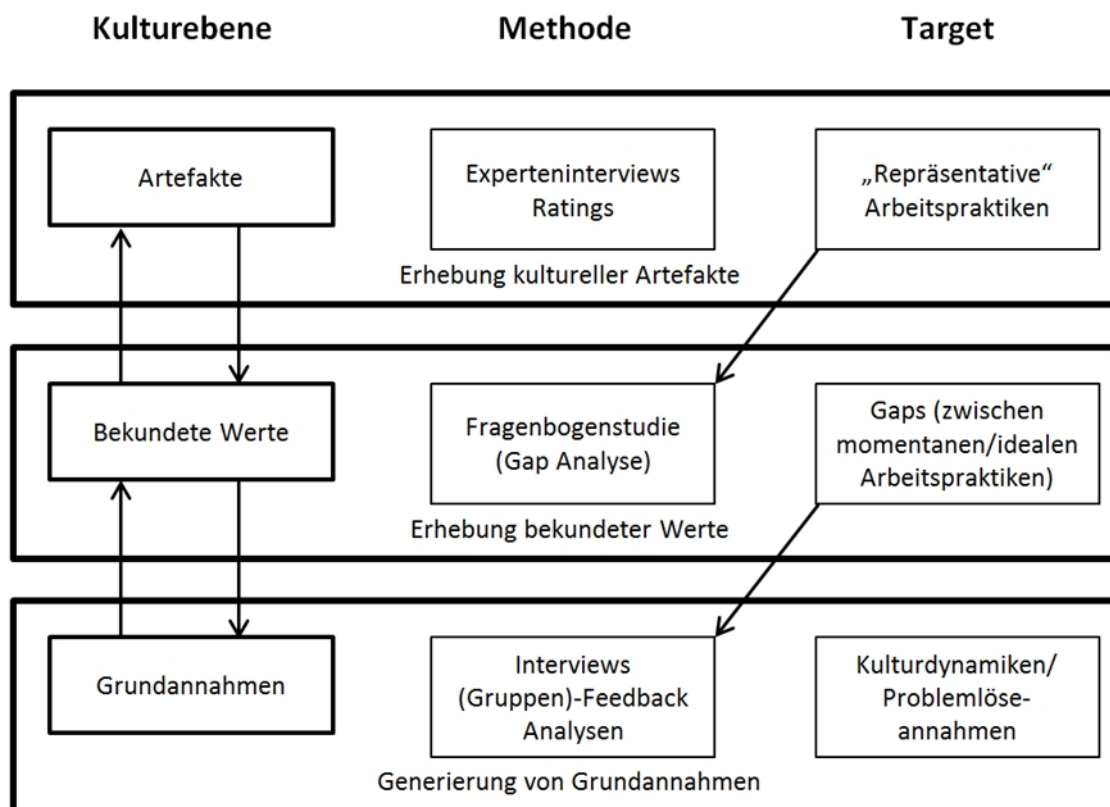 Kulturebene
Methode
Target
Artefakte
Experteninterviews
Ratings
„Repräsentative“
Arbeitspraktiken
Erhebung kultureller Artefakte
Bekundete Werte
Fragenbogenstudie
(Gap Analyse)
Gaps (zwischen
momentanen/idealen
Arbeitspraktiken)
Erhebung bekundeter Werte
Grundannahmen
Interviews
(Gruppen)-Feedback
Analysen
Kulturdynamiken/
Problemlöse-
annahmen
Generierung von Grundannahmen